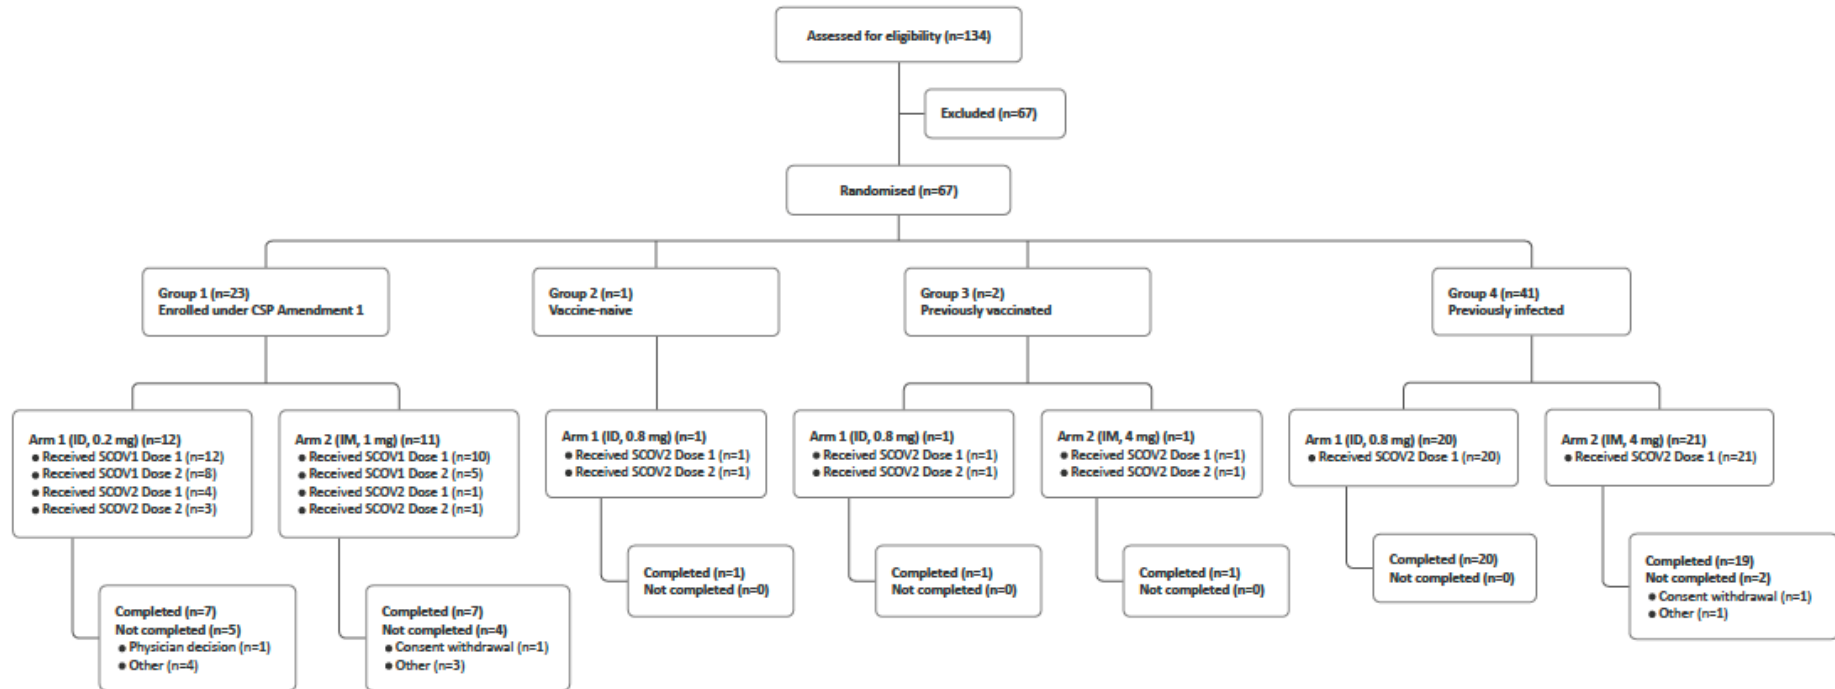 Assessed for eligibility (n=134)
Excluded (n=67)
Randomised (n=67)
Group 1 (n=23)
Enrolled under CSP Amendment 1
Group 2 (n=1)
Vaccine-naive
Group 3 (n=2)
Previously vaccinated
Group 4 (n=41)
Previously infected
Arm 1 (ID, 0.2 mg) (n=12)
● Received SCOV1 Dose 1 (n=12)
● Received SCOV1 Dose 2 (n=8)
● Received SCOV2 Dose 1 (n=4)
● Received SCOV2 Dose 2 (n=3)
Arm 2 (IM, 1 mg) (n=11)
● Received SCOV1 Dose 1 (n=10)
● Received SCOV1 Dose 2 (n=5)
● Received SCOV2 Dose 1 (n=1)
● Received SCOV2 Dose 2 (n=1)
Arm 1 (ID, 0.8 mg) (n=1)
● Received SCOV2 Dose 1 (n=1)
● Received SCOV2 Dose 2 (n=1)
Arm 1 (ID, 0.8 mg) (n=1)
● Received SCOV2 Dose 1 (n=1)
● Received SCOV2 Dose 2 (n=1)
Arm 2 (IM, 4 mg) (n=1)
● Received SCOV2 Dose 1 (n=1)
● Received SCOV2 Dose 2 (n=1)
Arm 1 (ID, 0.8 mg) (n=20)
● Received SCOV2 Dose 1 (n=20)
Arm 2 (IM, 4 mg) (n=21)
● Received SCOV2 Dose 1 (n=21)
Completed (n=7)
Not completed (n=5)
● Physician decision (n=1)
● Other (n=4)
Completed (n=7)
Not completed (n=4)
● Consent withdrawal (n=1)
● Other (n=3)
Completed (n=1)
Not completed (n=0)
Completed (n=1)
Not completed (n=0)
Completed (n=1)
Not completed (n=0)
Completed (n=20)
Not completed (n=0)
Completed (n=19)
Not completed (n=2)
● Consent withdrawal (n=1)
● Other (n=1)